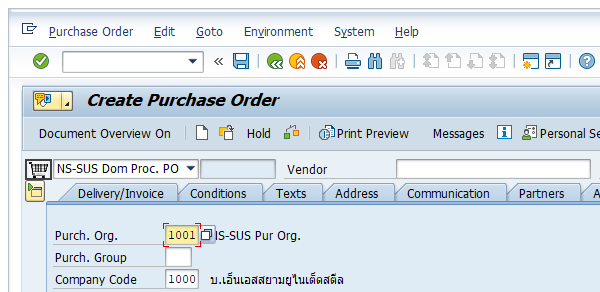 Purchase Order Edit Goto Environment System Help
Create Purchase Order
Document Overview On Hold Print Preview Messages Personal Se
NS-SUS Dom Proc. PO Vendor
Delivery/Invoice Conditions Texts Address Communication Partners A
Purch. Org. 1001 IS-SUS Pur Org.
Purch. Group
Company Code 1000 บ.เอ็นเอสสยามยูไนเต็ดสตีล